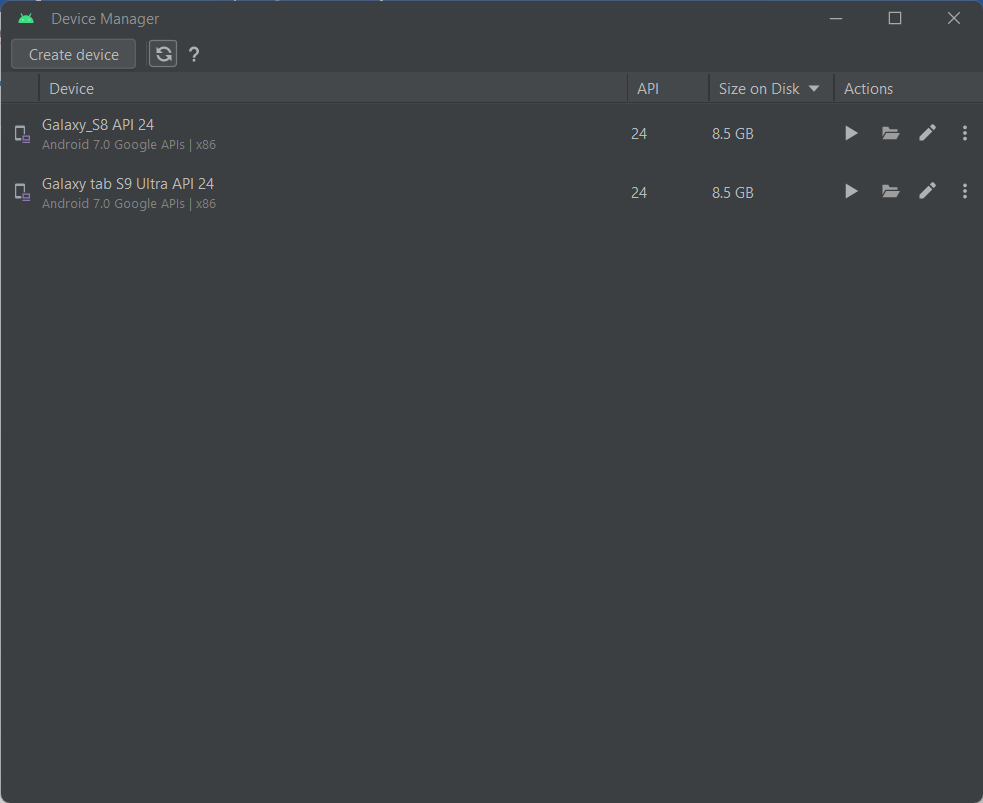 Device Manager
Create device ?
Device API Size on Disk Actions
Galaxy_S8 API 24
Android 7.0 Google APIs | x86
24 8.5 GB
Galaxy tab S9 Ultra API 24
Android 7.0 Google APIs | x86
24 8.5 GB